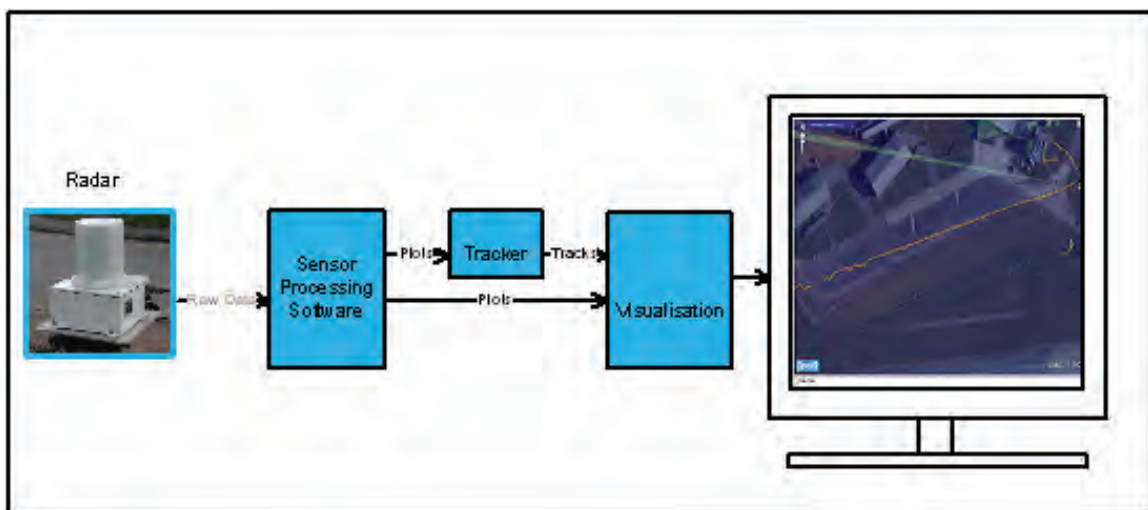 Radar
Raw Data
Sensor
Processing
Software
Plots
Tracker
Tracks
Plots
Visualisation